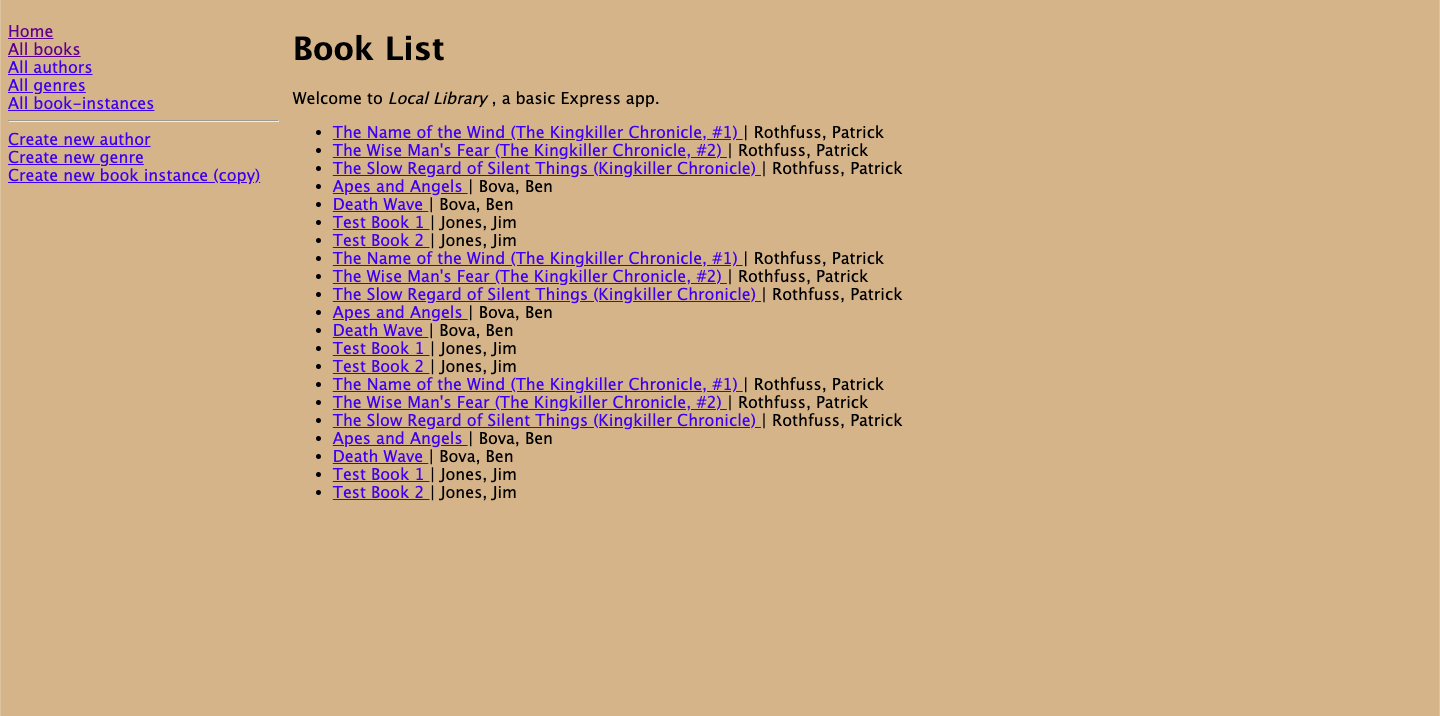 Home
All books
All authors
All genres
All book-instances
Create new author
Create new genre
Create new book instance (copy)
Book List
Welcome to Local Library , a basic Express app.
The Name of the Wind (The Kingkiller Chronicle, #1) | Rothfuss, Patrick
The Wise Man's Fear (The Kingkiller Chronicle, #2) | Rothfuss, Patrick
The Slow Regard of Silent Things (Kingkiller Chronicle) | Rothfuss, Patrick
Apes and Angels | Bova, Ben
Death Wave | Bova, Ben
Test Book 1 | Jones, Jim
Test Book 2 | Jones, Jim
The Name of the Wind (The Kingkiller Chronicle, #1) | Rothfuss, Patrick
The Wise Man's Fear (The Kingkiller Chronicle, #2) | Rothfuss, Patrick
The Slow Regard of Silent Things (Kingkiller Chronicle) | Rothfuss, Patrick
Apes and Angels | Bova, Ben
Death Wave | Bova, Ben
Test Book 1 | Jones, Jim
Test Book 2 | Jones, Jim
The Name of the Wind (The Kingkiller Chronicle, #1) | Rothfuss, Patrick
The Wise Man's Fear (The Kingkiller Chronicle, #2) | Rothfuss, Patrick
The Slow Regard of Silent Things (Kingkiller Chronicle) | Rothfuss, Patrick
Apes and Angels | Bova, Ben
Death Wave | Bova, Ben
Test Book 1 | Jones, Jim
Test Book 2 | Jones, Jim